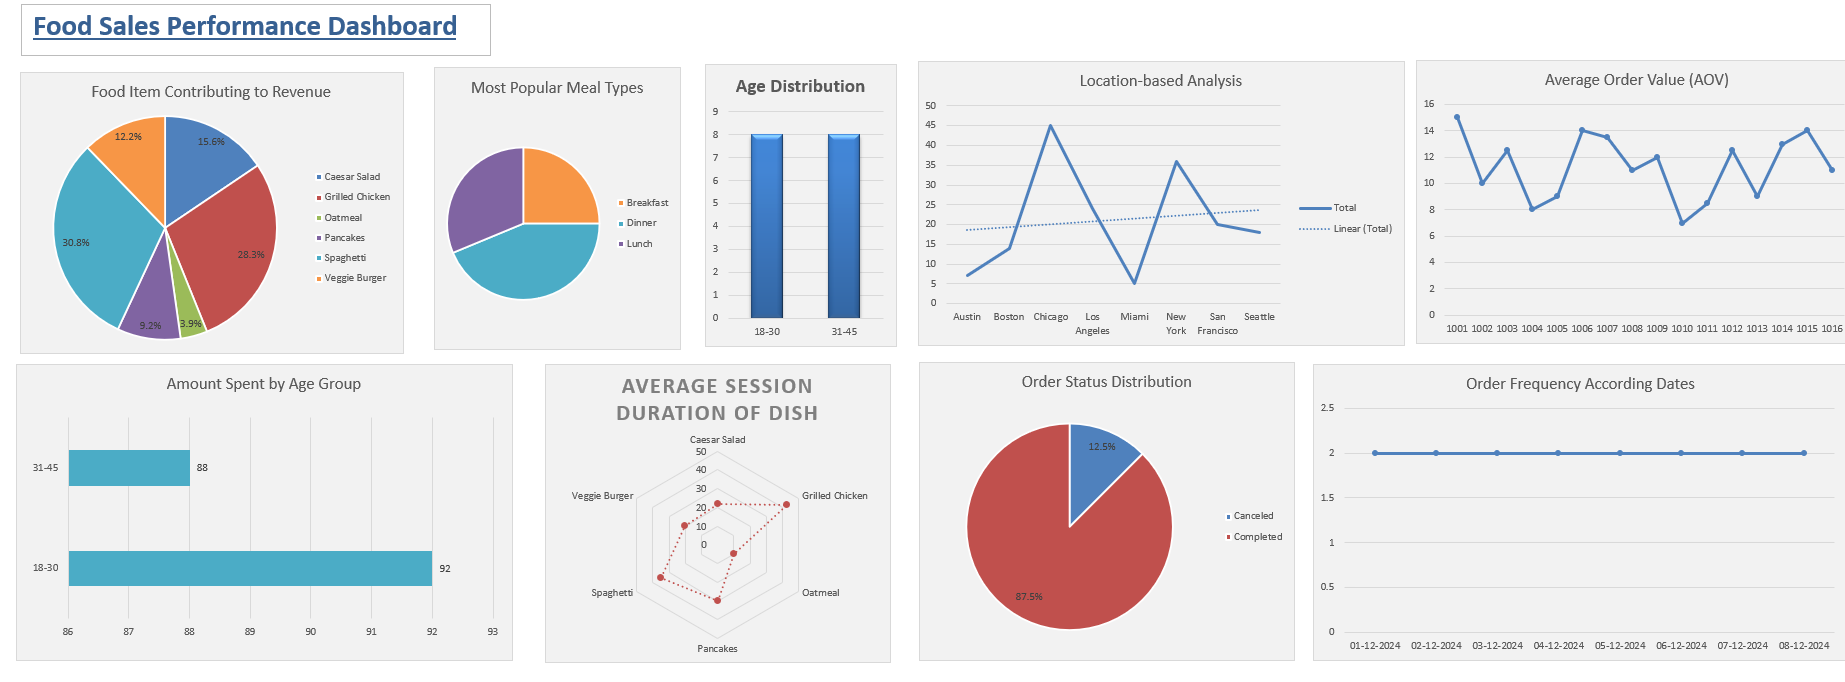 Food Sales Performance Dashboard
Food Item Contributing to Revenue
12.2%
15.6%
30.8%
28.3%
9.2%
3.9%
Caesar Salad
Grilled Chicken
Oatmeal
Pancakes
Spaghetti
Veggie Burger
Most Popular Meal Types
Breakfast
Dinner
Lunch
Age Distribution
9
8
7
6
5
4
3
2
1
0
18-30 31-45
Location-based Analysis
50
45
40
35
30
25
20
15
10
5
0
Austin Boston Chicago Los Angeles Miami New York San Francisco Seattle
Total
Linear (Total)
Average Order Value (AOV)
16
14
12
10
8
6
4
2
0
1001 1002 1003 1004 1005 1006 1007 1008 1009 1010 1011 1012 1013 1014 1015 1016
Amount Spent by Age Group
31-45
88
18-30
92
86 87 88 89 90 91 92 93
AVERAGE SESSION
DURATION OF DISH
Caesar Salad
50
40
30
20
10
0
Veggie Burger
Grilled Chicken
Spaghetti
Oatmeal
Pancakes
Order Status Distribution
12.5%
87.5%
Canceled
Completed
Order Frequency According Dates
2.5
2
1.5
1
0.5
0
01-12-2024 02-12-2024 03-12-2024 04-12-2024 05-12-2024 06-12-2024 07-12-2024 08-12-2024